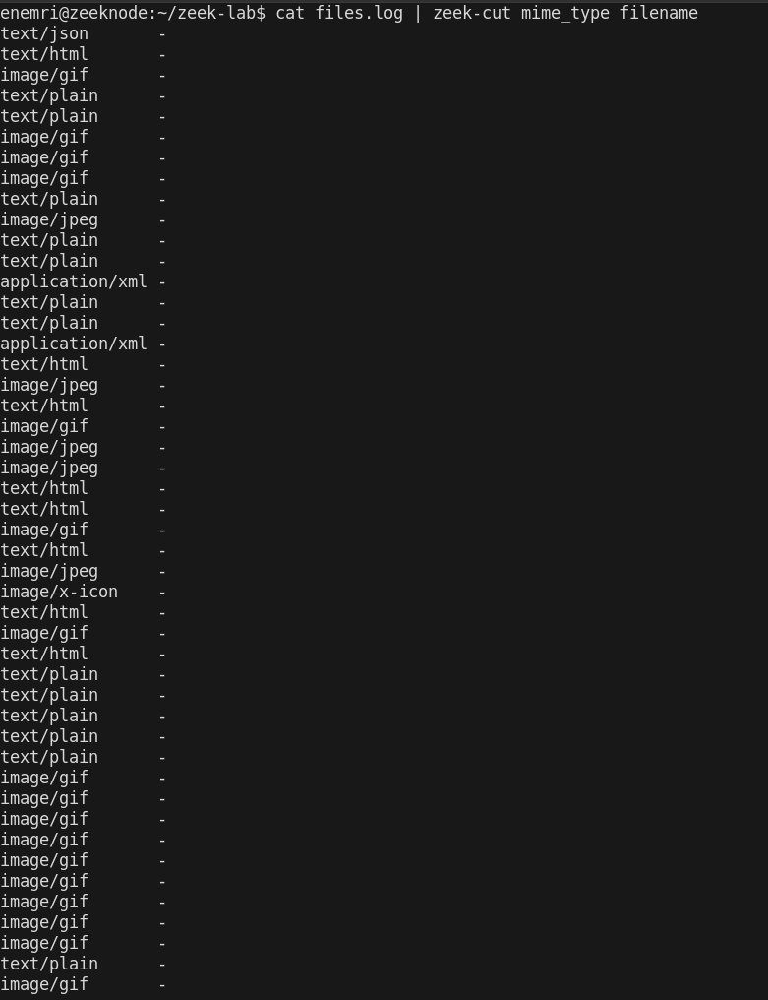 enemri@zeeknode:~/zeek-lab$ cat files.log | zeek-cut mime_type filename
text/json       -
text/html       -
image/gif       -
text/plain      -
text/plain      -
image/gif       -
image/gif       -
image/gif       -
text/plain      -
image/jpeg      -
text/plain      -
text/plain      -
application/xml -
text/plain      -
text/plain      -
application/xml -
text/html       -
image/jpeg      -
text/html       -
image/gif       -
image/jpeg      -
image/jpeg      -
text/html       -
text/html       -
image/gif       -
text/html       -
image/jpeg      -
image/x-icon    -
text/html       -
image/gif       -
text/html       -
text/plain      -
text/plain      -
text/plain      -
text/plain      -
text/plain      -
image/gif       -
image/gif       -
image/gif       -
image/gif       -
image/gif       -
image/gif       -
image/gif       -
image/gif       -
image/gif       -
text/plain      -
image/gif       -